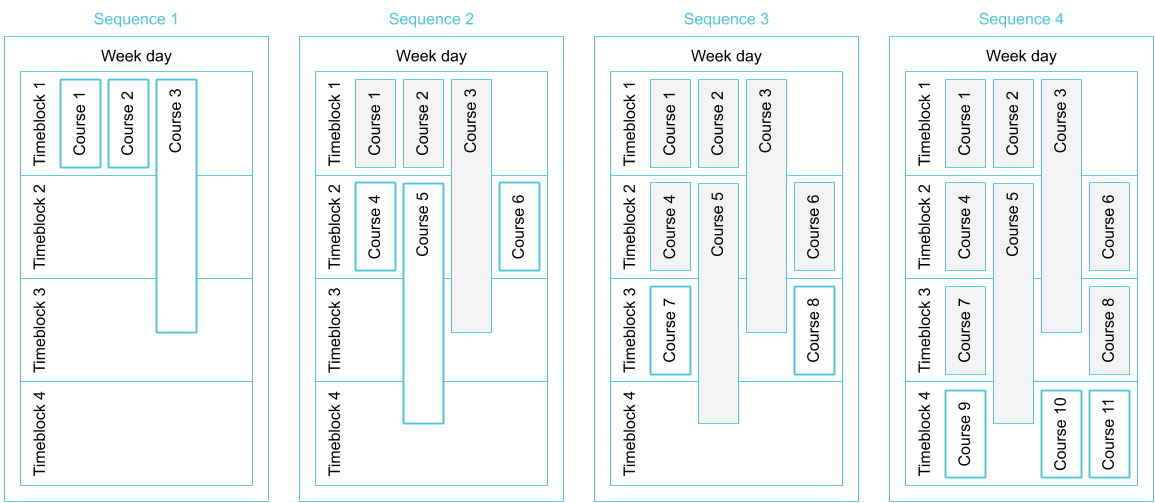 Sequence 1
Week day
Timeblock 1
Course 1
Course 2
Course 3
Timeblock 2
Timeblock 3
Timeblock 4
Sequence 2
Week day
Timeblock 1
Course 1
Course 2
Course 3
Timeblock 2
Course 4
Course 5
Course 6
Timeblock 3
Timeblock 4
Sequence 3
Week day
Timeblock 1
Course 1
Course 2
Course 3
Timeblock 2
Course 4
Course 5
Course 6
Timeblock 3
Course 7
Course 8
Timeblock 4
Sequence 4
Week day
Timeblock 1
Course 1
Course 2
Course 3
Timeblock 2
Course 4
Course 5
Course 6
Timeblock 3
Course 7
Course 8
Timeblock 4
Course 9
Course 10
Course 11